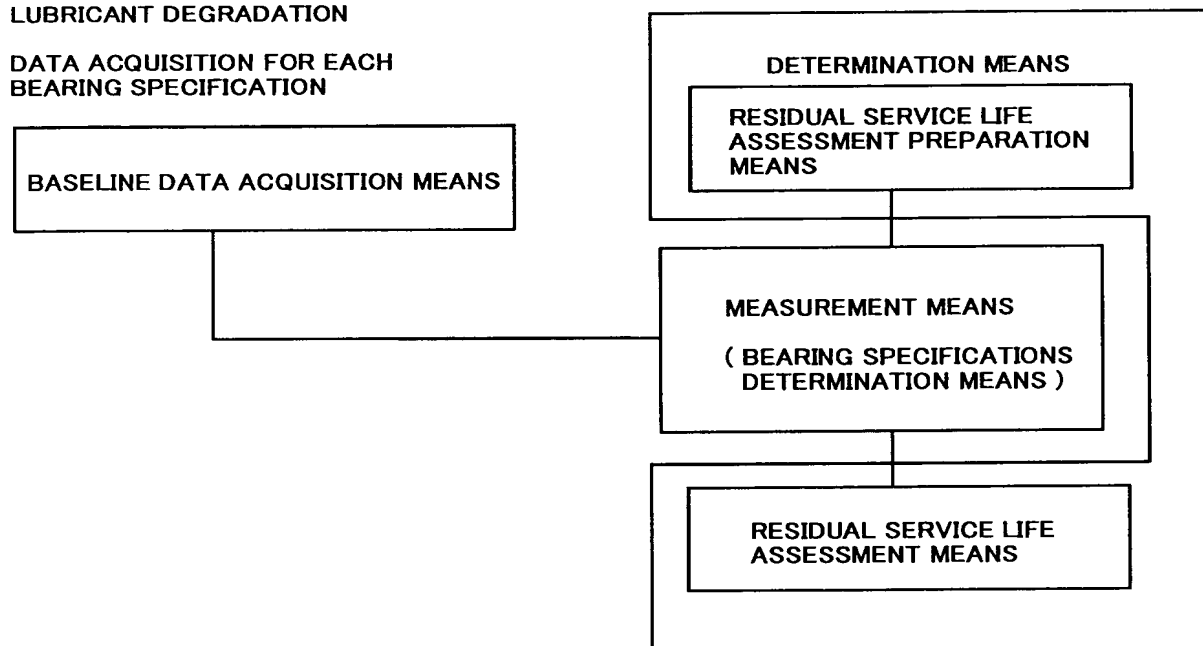 LUBRICANT DEGRADATION
DATA ACQUISITION FOR EACH
BEARING SPECIFICATION
BASELINE DATA ACQUISITION MEANS
DETERMINATION MEANS
RESIDUAL SERVICE LIFE
ASSESSMENT PREPARATION
MEANS
MEASUREMENT MEANS
( BEARING SPECIFICATIONS
DETERMINATION MEANS )
RESIDUAL SERVICE LIFE
ASSESSMENT MEANS